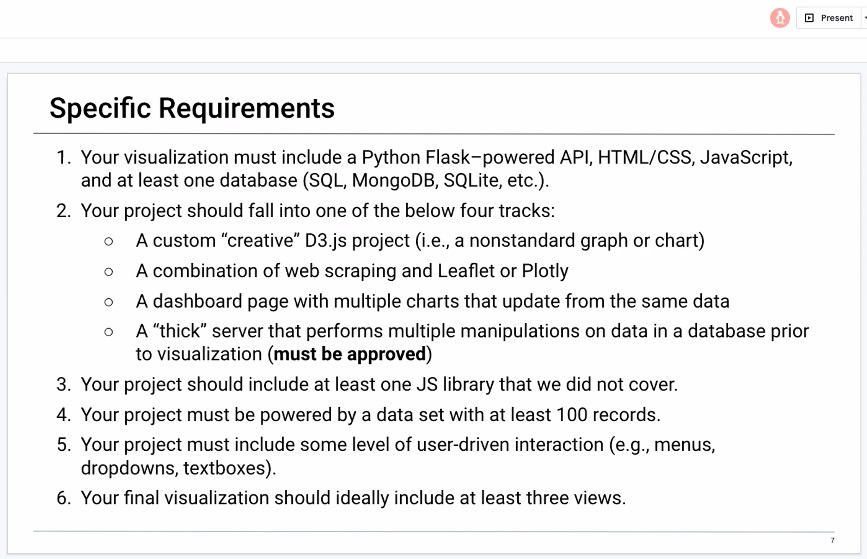 Present
Specific Requirements
1. Your visualization must include a Python Flask–powered API, HTML/CSS, JavaScript,
and at least one database (SQL, MongoDB, SQLite, etc.).
2. Your project should fall into one of the below four tracks:
○ A custom “creative” D3.js project (i.e., a nonstandard graph or chart)
○ A combination of web scraping and Leaflet or Plotly
○ A dashboard page with multiple charts that update from the same data
○ A “thick” server that performs multiple manipulations on data in a database prior
to visualization (must be approved)
3. Your project should include at least one JS library that we did not cover.
4. Your project must be powered by a data set with at least 100 records.
5. Your project must include some level of user-driven interaction (e.g., menus,
dropdowns, textboxes).
6. Your final visualization should ideally include at least three views.
7